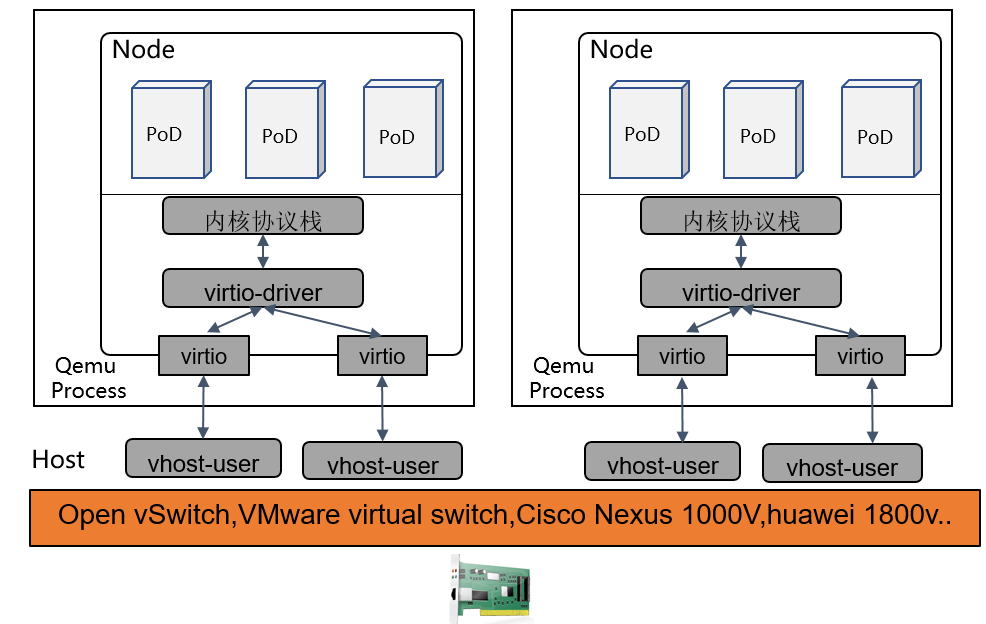 Node
PoD
PoD
PoD
内核协议栈
virtio-driver
virtio
virtio
Qemu
Process
Node
PoD
PoD
PoD
内核协议栈
virtio-driver
virtio
virtio
Qemu
Process
Host
vhost-user
vhost-user
vhost-user
vhost-user
Open vSwitch,VMware virtual switch,Cisco Nexus 1000V,huawei 1800v..